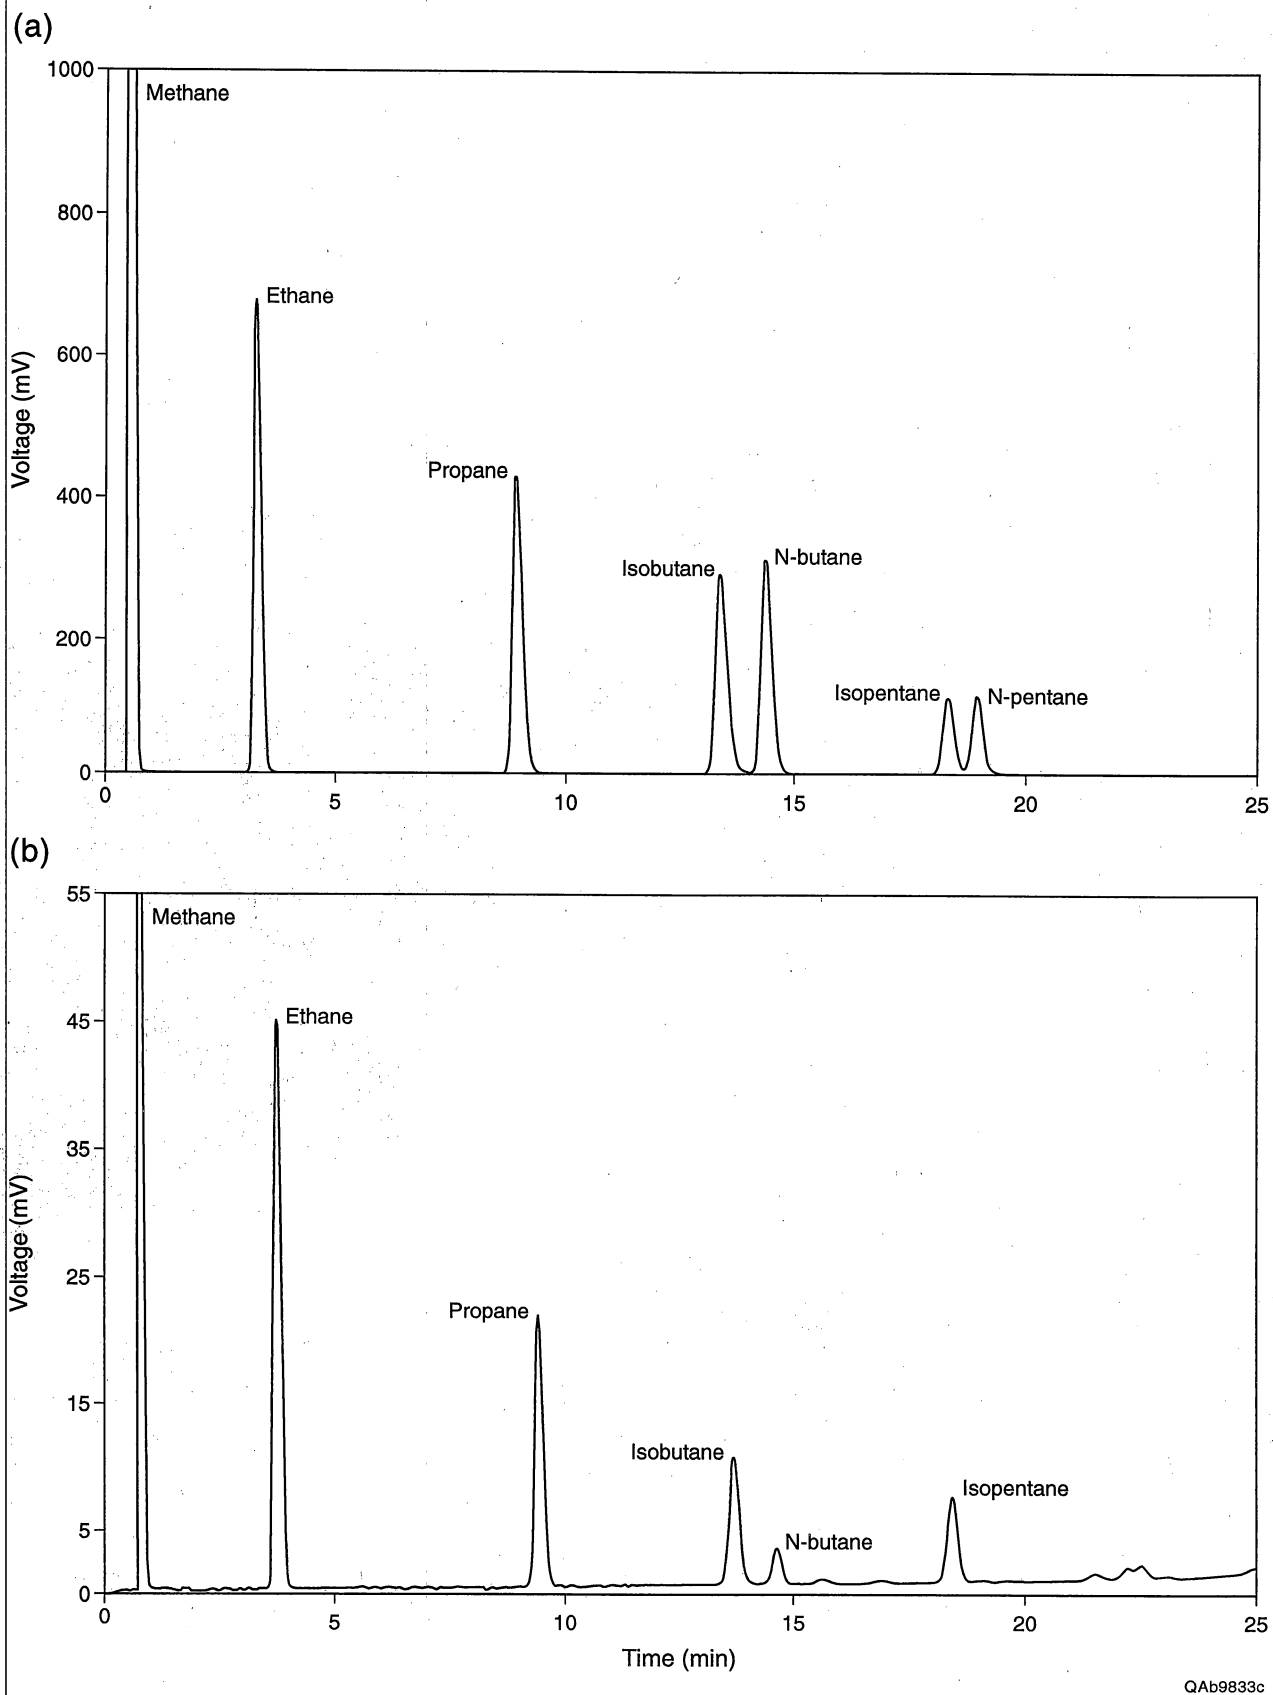 (a)
1000
Methane
800
Ethane
600
Voltage (mV)
Propane
400
Isobutane
N-butane
200
Isopentane
N-pentane
0
0 5 10 15 20 25
(b)
55
Methane
45
Ethane
35
Voltage (mV)
25
Propane
15
Isobutane
Isopentane
5
N-butane
0
0 5 10 15 20 25
Time (min)
QAb9833c